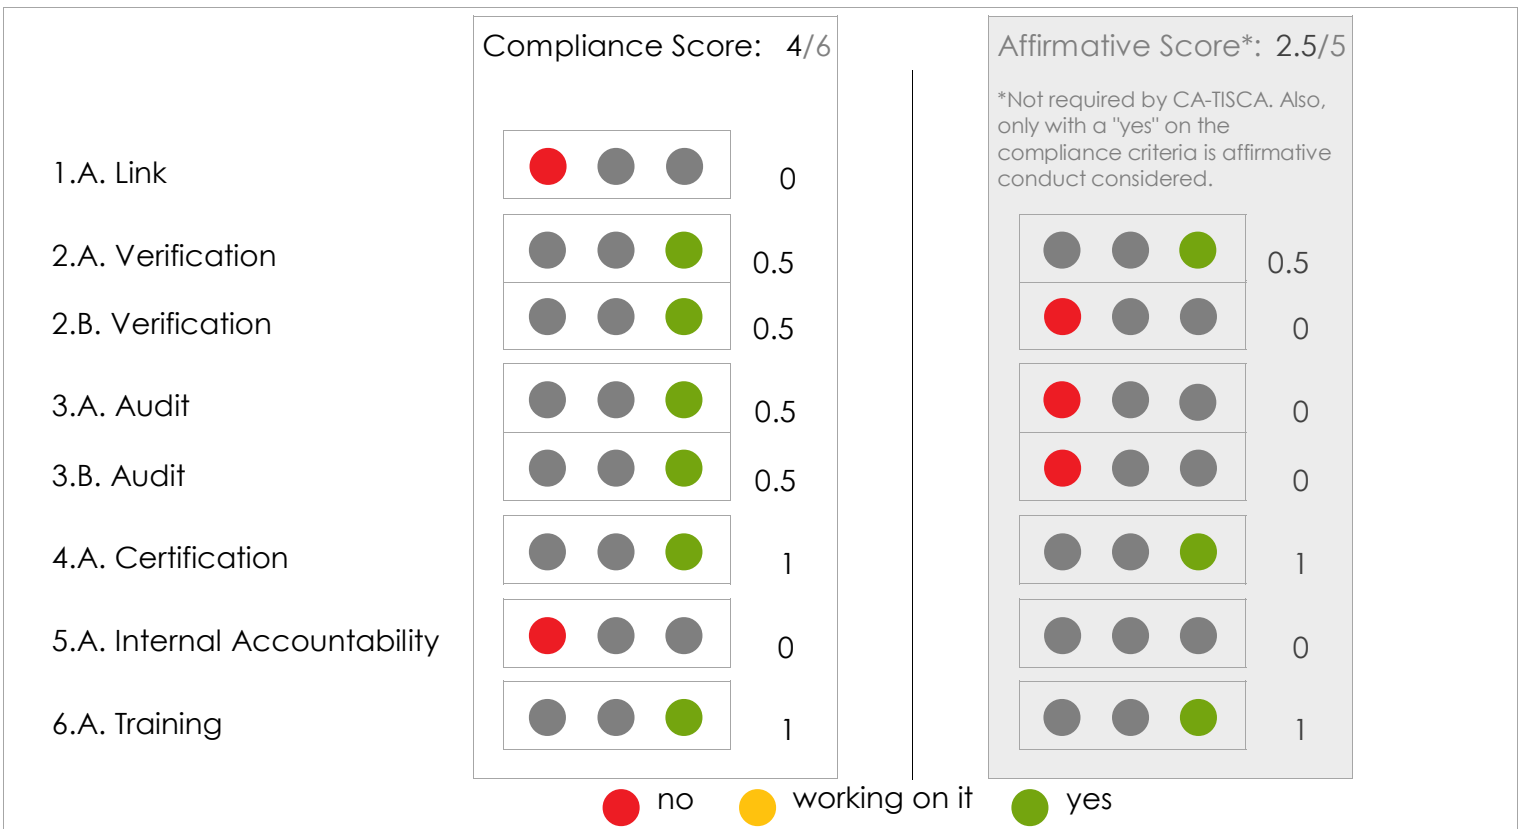 Compliance Score: 4/6
Affirmative Score*: 2.5/5
*Not required by CA-TISCA. Also,
only with a "yes" on the
compliance criteria is affirmative
conduct considered.
1.A. Link 0
2.A. Verification 0.5 0.5
2.B. Verification 0.5 0
3.A. Audit 0.5 0
3.B. Audit 0.5 0
4.A. Certification 1 1
5.A. Internal Accountability 0 0
6.A. Training 1 1
no working on it yes